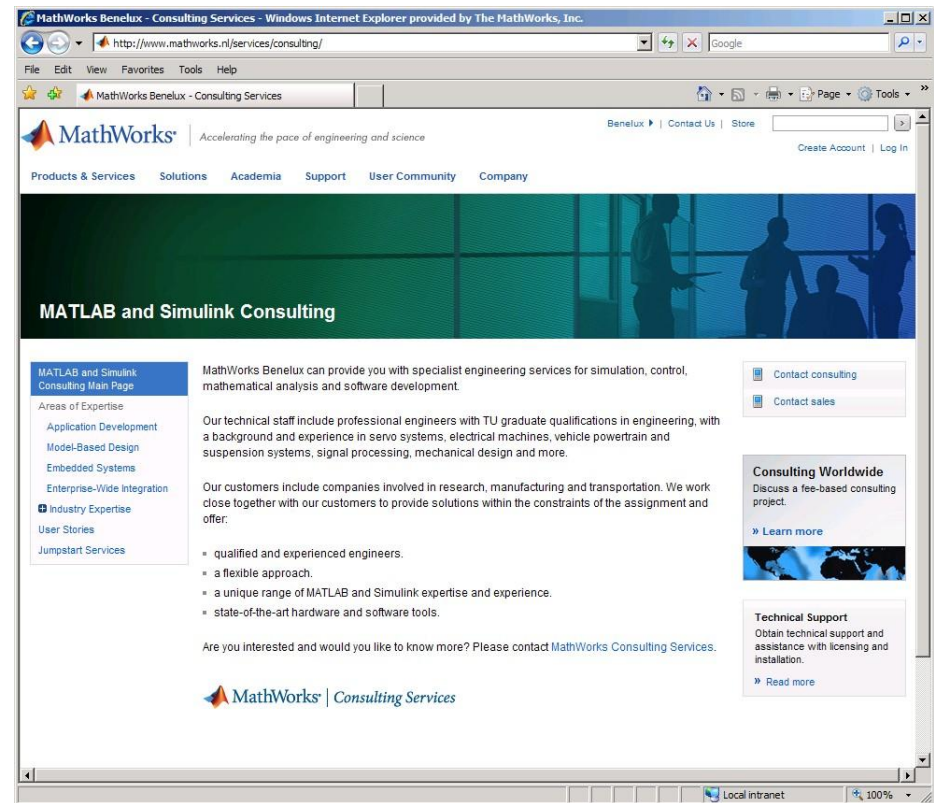 MathWorks Benelux - Consulting Services - Windows Internet Explorer provided by The MathWorks, Inc.
http://www.mathworks.nl/services/consulting/
Google
File Edit View Favorites Tools Help
MathWorks Benelux - Consulting Services
Page Tools
MathWorks® Accelerating the pace of engineering and science
Benelux | Contact Us | Store
Create Account | Log In
Products & Services Solutions Academia Support User Community Company
MATLAB and Simulink Consulting
MATLAB and Simulink
Consulting Main Page
Areas of Expertise
Application Development
Model-Based Design
Embedded Systems
Enterprise-Wide Integration
Industry Expertise
User Stories
Jumpstart Services
MathWorks Benelux can provide you with specialist engineering services for simulation, control,
mathematical analysis and software development.
Our technical staff include professional engineers with TU graduate qualifications in engineering, with
a background and experience in servo systems, electrical machines, vehicle powertrain and
suspension systems, signal processing, mechanical design and more.
Our customers include companies involved in research, manufacturing and transportation. We work
close together with our customers to provide solutions within the constraints of the assignment and
offer:
qualified and experienced engineers.
a flexible approach.
a unique range of MATLAB and Simulink expertise and experience.
state-of-the-art hardware and software tools.
Are you interested and would you like to know more? Please contact MathWorks Consulting Services.
MathWorks® | Consulting Services
Contact consulting
Contact sales
Consulting Worldwide
Discuss a fee-based consulting
project.
» Learn more
Technical Support
Obtain technical support and
assistance with licensing and
installation.
» Read more
Local intranet 100%